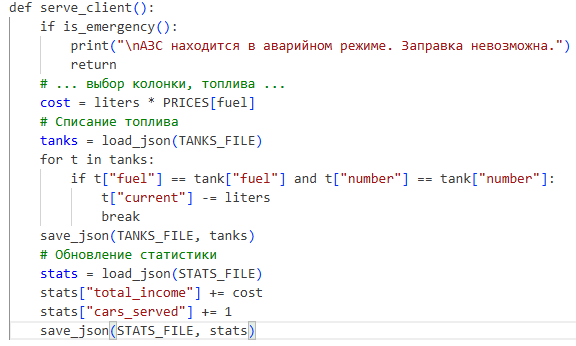 def serve_client():
    if is_emergency():
        print("\nАЗС находится в аварийном режиме. Заправка невозможна.")
        return
    # ... выбор колонки, топлива ...
    cost = liters * PRICES[fuel]
    # Списание топлива
    tanks = load_json(TANKS_FILE)
    for t in tanks:
        if t["fuel"] == tank["fuel"] and t["number"] == tank["number"]:
            t["current"] -= liters
            break
    save_json(TANKS_FILE, tanks)
    # Обновление статистики
    stats = load_json(STATS_FILE)
    stats["total_income"] += cost
    stats["cars_served"] += 1
    save_json(STATS_FILE, stats)